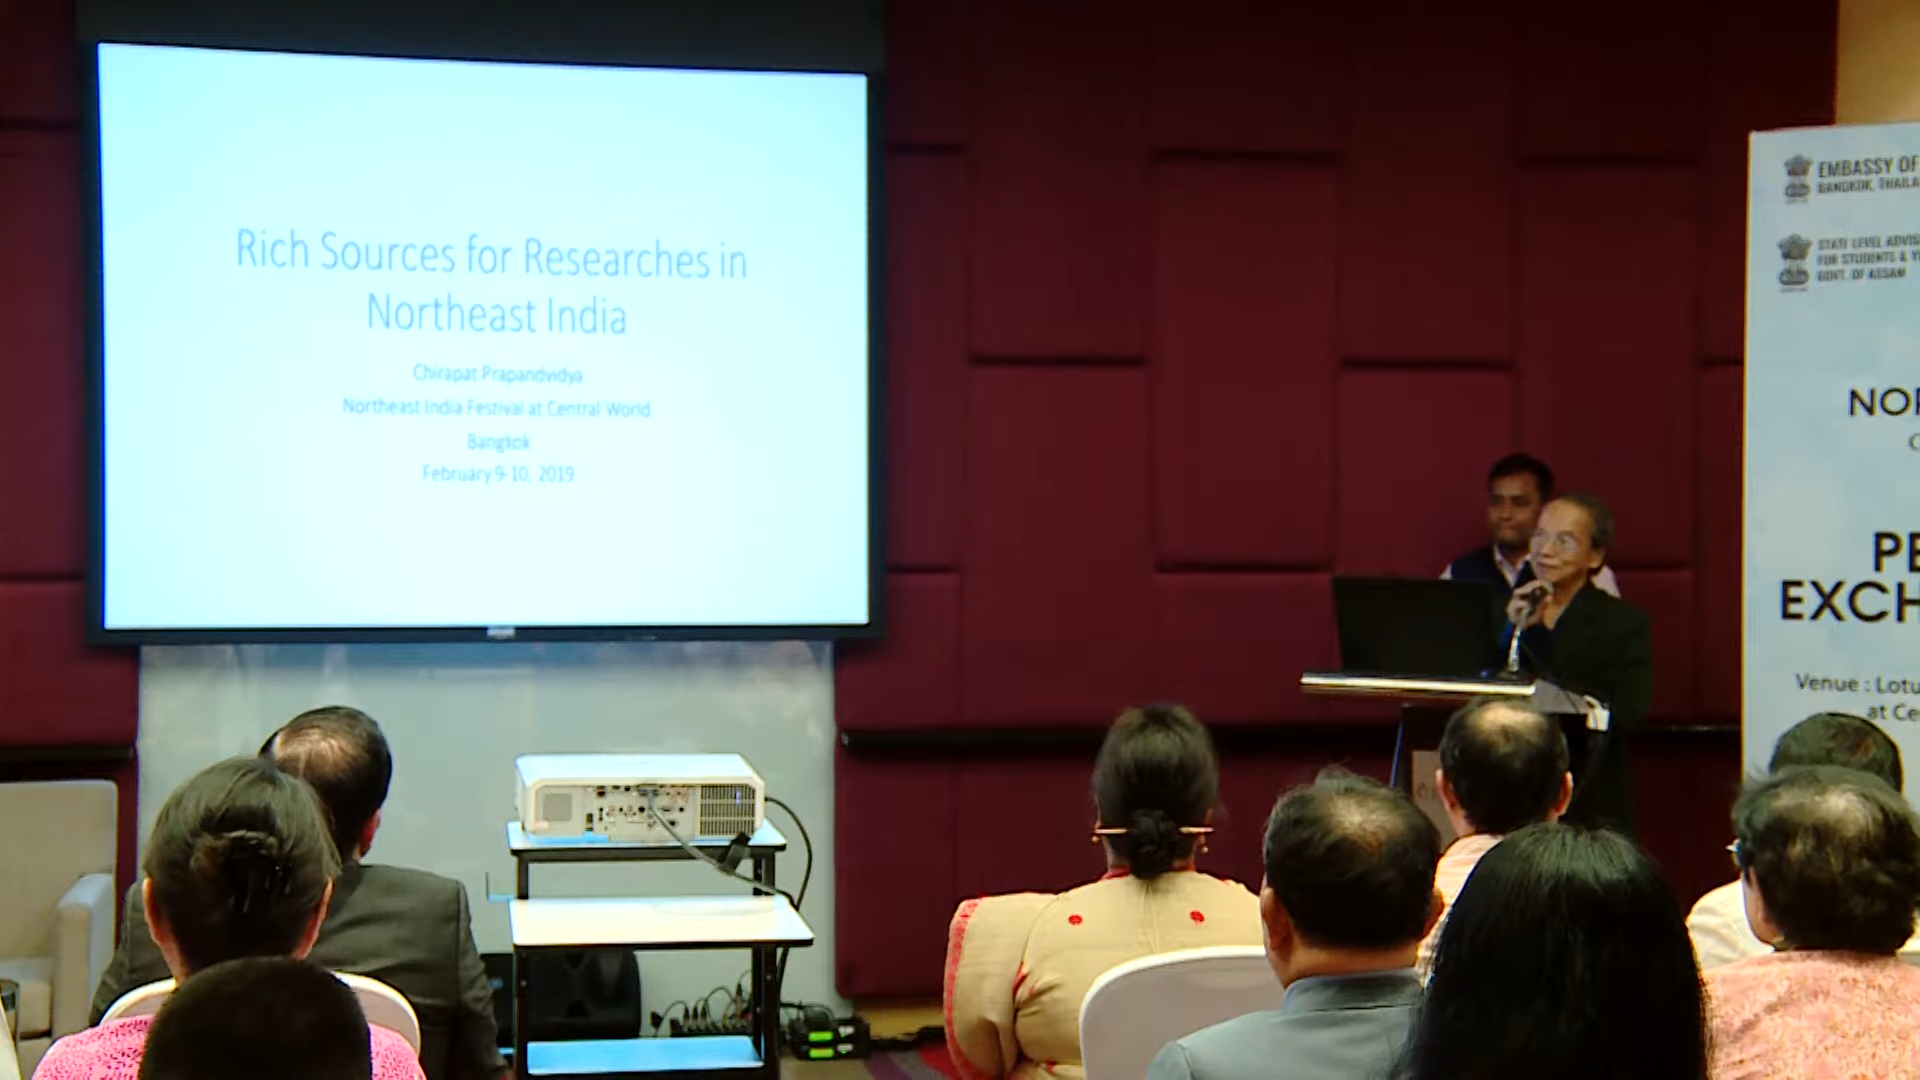 Rich Sources for Researches in
Northeast India
Chirapat Prapandvidya
Northeast India Festival at Central World
Bangkok
February 9-10, 2019
EMBASSY OF
BANGKOK, THAILA
STATE LEVEL ADVIS
FOR STUDENTS & Y
GOVT. OF ASSAM
NOR
PE
EXCH
Venue : Lotu
at Ce